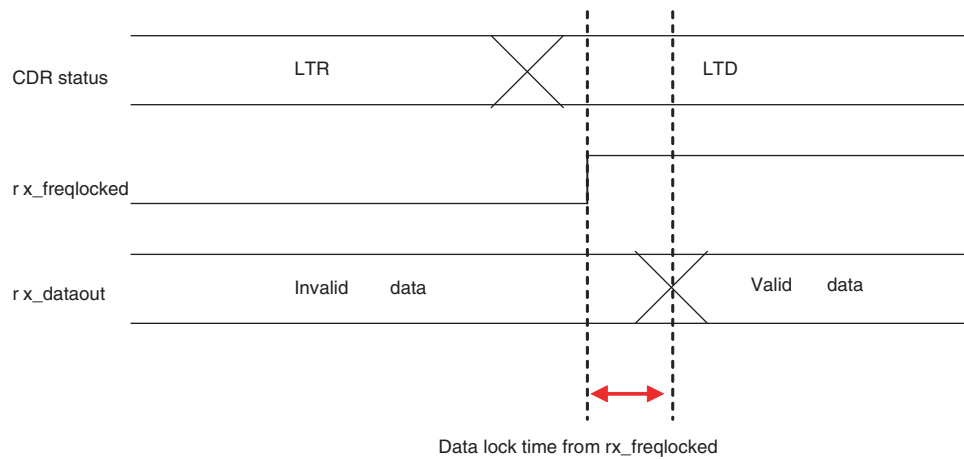 CDR status
LTR
LTD
r x_freqlocked
r x_dataout
Invalid data
Valid data
Data lock time from rx_freqlocked